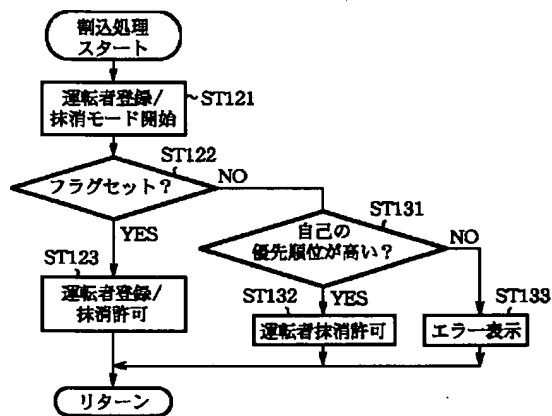 割込処理
スタート
運転者登録/
抹消モード開始
~ST121
ST122
フラグセット?
NO
YES
ST131
自己の
優先順位が高い?
NO
YES
ST123
運転者登録/
抹消許可
ST132
運転者抹消許可
ST133
エラー表示
リターン